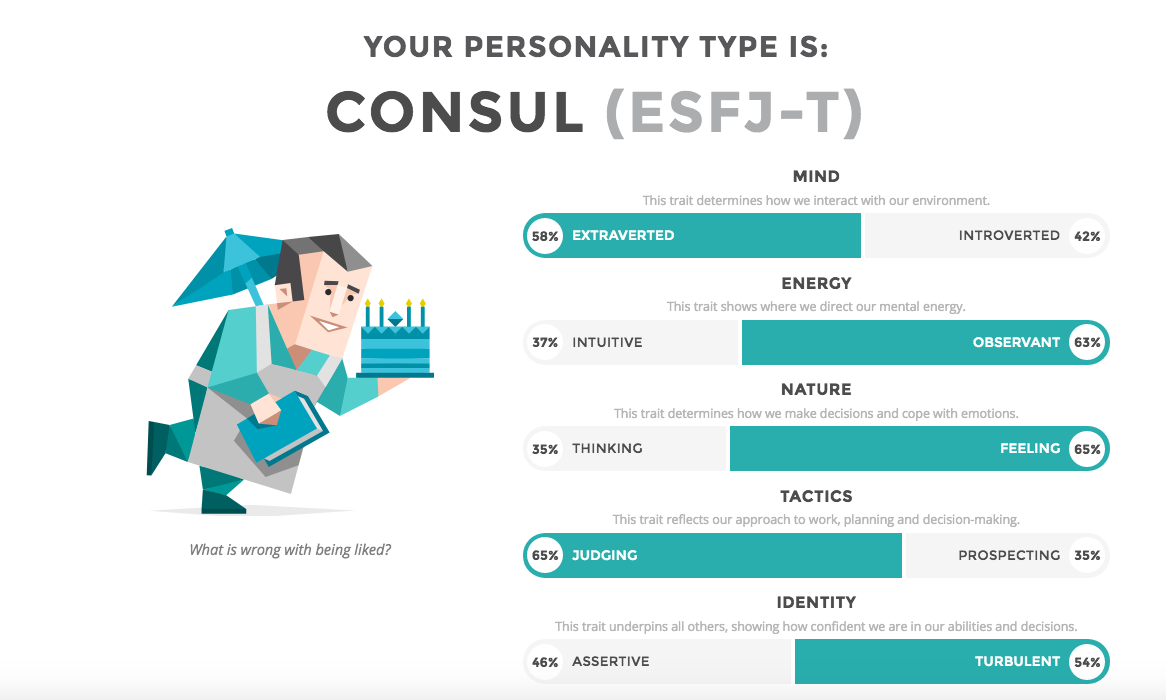 YOUR PERSONALITY TYPE IS:
CONSUL (ESFJ-T)
MIND
This trait determines how we interact with our environment.
58% EXTRAVERTED INTROVERTED 42%
ENERGY
This trait shows where we direct our mental energy.
37% INTUITIVE OBSERVANT 63%
NATURE
This trait determines how we make decisions and cope with emotions.
35% THINKING FEELING 65%
TACTICS
This trait reflects our approach to work, planning and decision-making.
65% JUDGING PROSPECTING 35%
IDENTITY
This trait underpins all others, showing how confident we are in our abilities and decisions.
46% ASSERTIVE TURBULENT 54%
What is wrong with being liked?